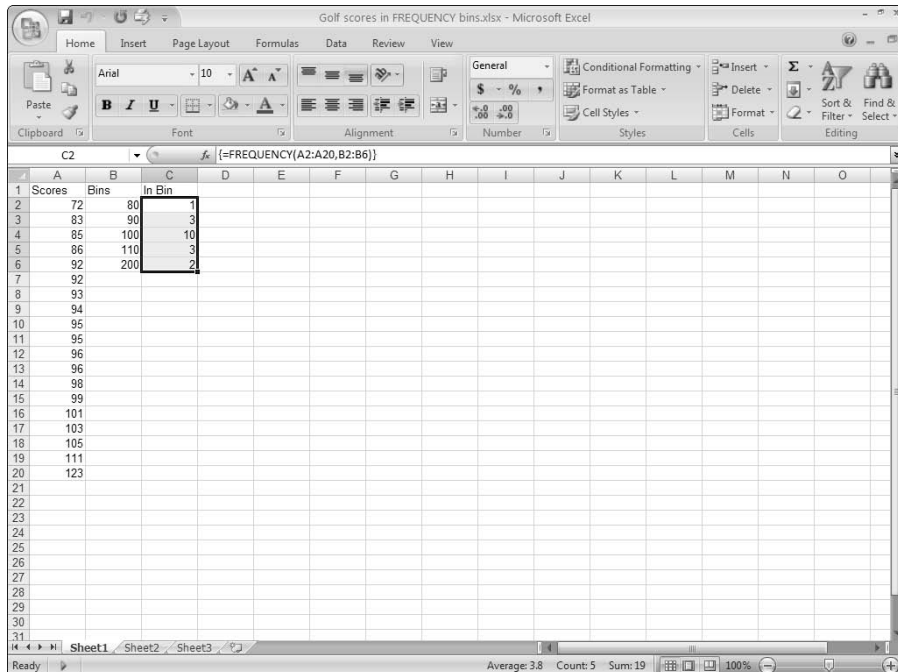 Golf scores in FREQUENCY bins.xlsx - Microsoft Excel
Home Insert Page Layout Formulas Data Review View
Arial 10 A A General Conditional Formatting Insert Σ
Paste B I U A $ % , Format as Table Delete Sort & Filter Find & Select
.0 .00 .00 .0 Cell Styles Format
Clipboard Font Alignment Number Styles Cells Editing
C2 fx {=FREQUENCY(A2:A20,B2:B6)}
A B C D E F G H I J K L M N O
1 Scores Bins In Bin
2 72 80 1
3 83 90 3
4 85 100 10
5 86 110 3
6 92 200 2
7 92
8 93
9 94
10 95
11 95
12 96
13 96
14 98
15 99
16 101
17 103
18 105
19 111
20 123
21
22
23
24
25
26
27
28
29
30
31
Sheet1 Sheet2 Sheet3
Ready Average: 3.8 Count: 5 Sum: 19 100%